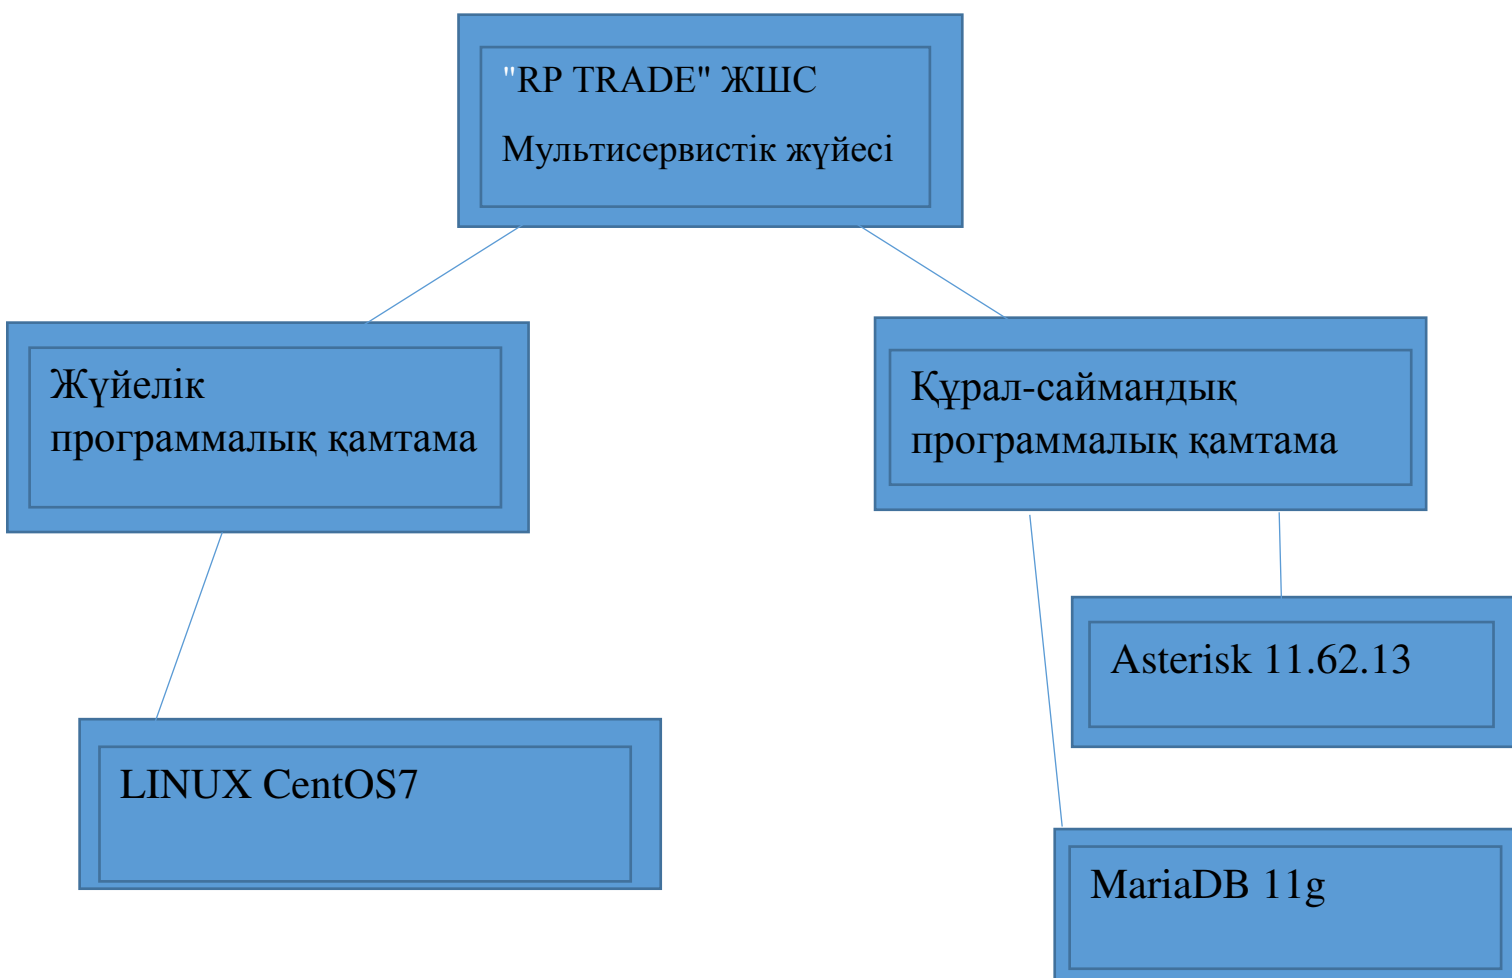 "RP TRADE" ЖШС
Мультисервистік жүйесі
Жүйелік
программалық қамтама
Құрал-саймандық
программалық қамтама
Asterisk 11.62.13
LINUX CentOS7
MariaDB 11g